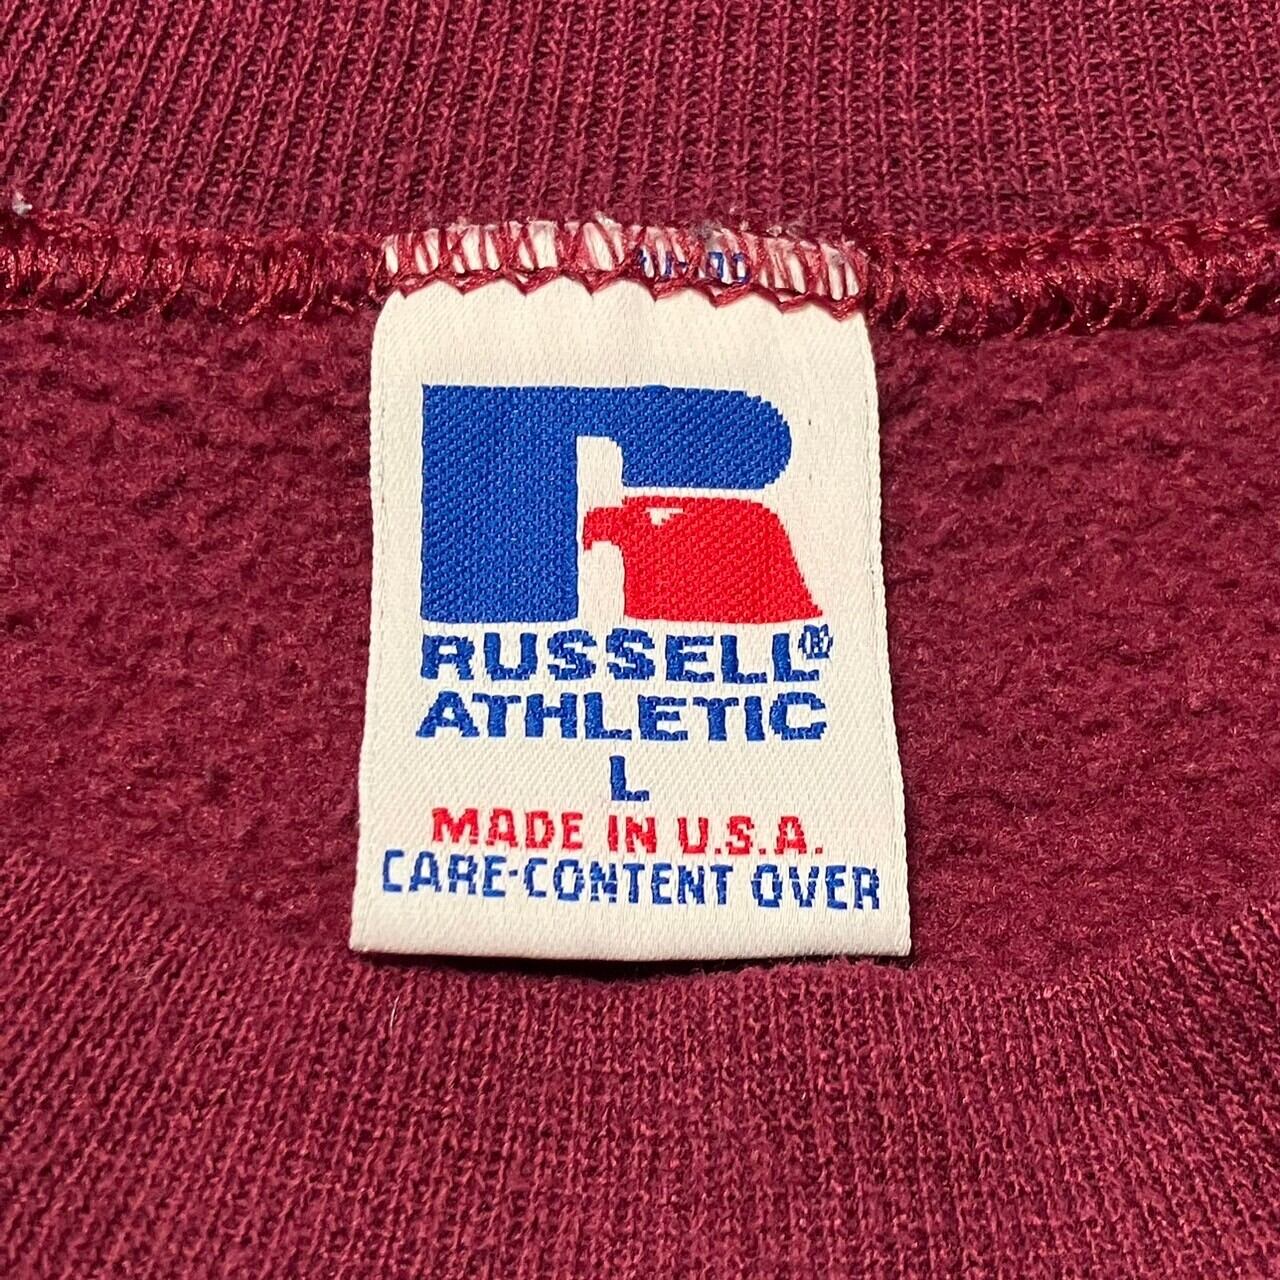 RUSSELL®
ATHLETIC
L
MADE IN U.S.A.
CARE-CONTENT OVER